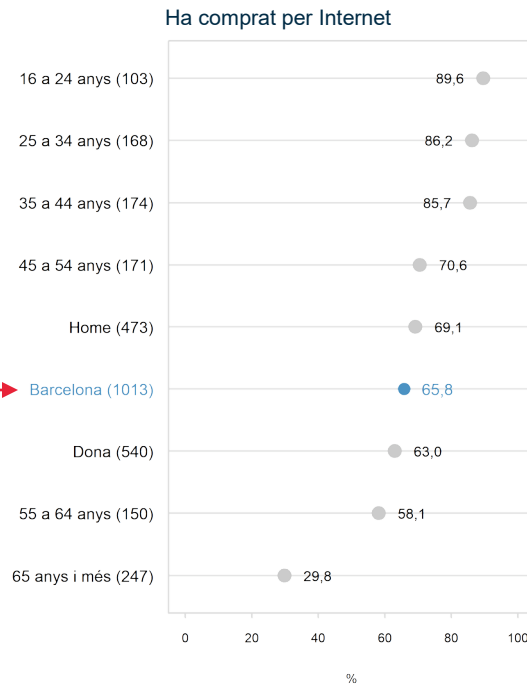 Ha comprat per Internet
16 a 24 anys (103) 89,6
25 a 34 anys (168) 86,2
35 a 44 anys (174) 85,7
45 a 54 anys (171) 70,6
Home (473) 69,1
Barcelona (1013) 65,8
Dona (540) 63,0
55 a 64 anys (150) 58,1
65 anys i més (247) 29,8
0 20 40 60 80 100
%